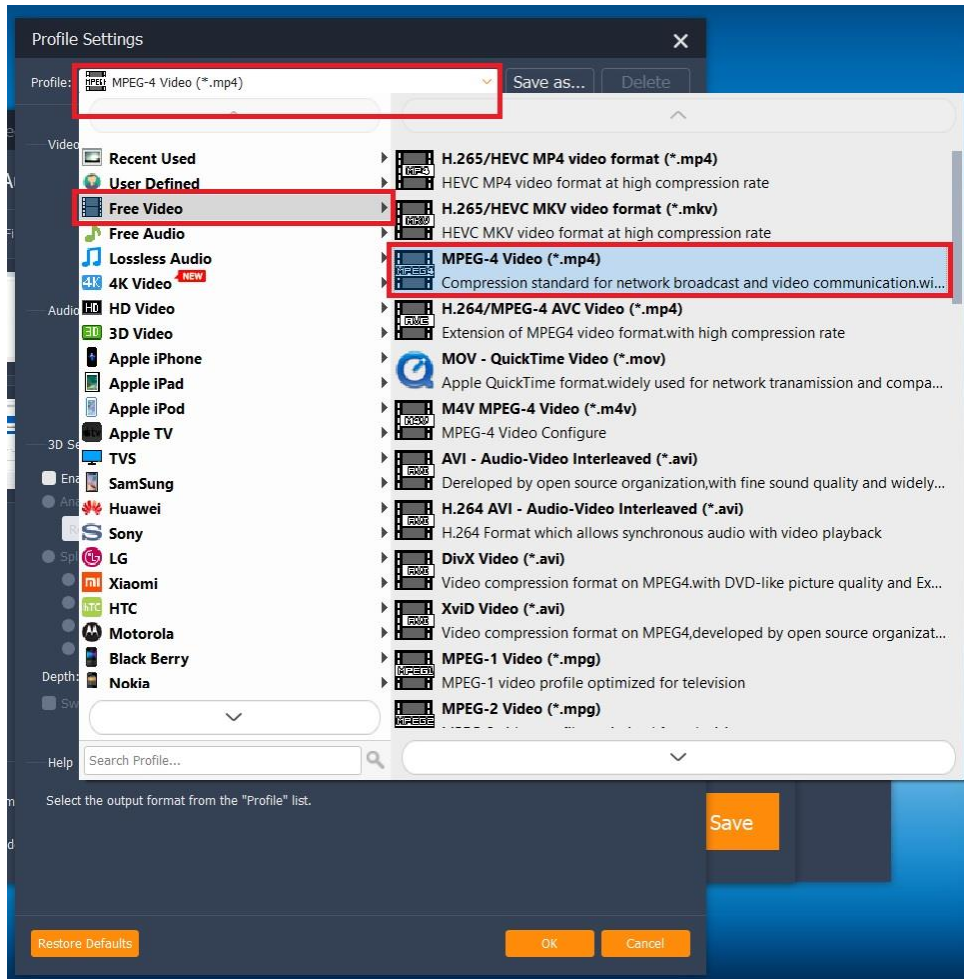 Profile Settings
Profile: MPEG-4 Video (*.mp4)
Save as...
Delete
Video
Audio
3D Se
Ena
Ana
Re
Spl
Depth:
Sw
Help
Recent Used
User Defined
Free Video
Free Audio
Lossless Audio
4K Video NEW
HD Video
3D Video
Apple iPhone
Apple iPad
Apple iPod
Apple TV
TVS
SamSung
Huawei
Sony
LG
Xiaomi
HTC
Motorola
Black Berry
Nokia
Search Profile...
H.265/HEVC MP4 video format (*.mp4)
HEVC MP4 video format at high compression rate
H.265/HEVC MKV video format (*.mkv)
HEVC MKV video format at high compression rate
MPEG-4 Video (*.mp4)
Compression standard for network broadcast and video communication.wi...
H.264/MPEG-4 AVC Video (*.mp4)
Extension of MPEG4 video format.with high compression rate
MOV - QuickTime Video (*.mov)
Apple QuickTime format.widely used for network tranamission and compa...
M4V MPEG-4 Video (*.m4v)
MPEG-4 Video Configure
AVI - Audio-Video Interleaved (*.avi)
Dereloped by open source organization,with fine sound quality and widely...
H.264 AVI - Audio-Video Interleaved (*.avi)
H.264 Format which allows synchronous audio with video playback
DivX Video (*.avi)
Video compression format on MPEG4.with DVD-like picture quality and Ex...
XviD Video (*.avi)
Video compression format on MPEG4,developed by open source organizat...
MPEG-1 Video (*.mpg)
MPEG-1 video profile optimized for television
MPEG-2 Video (*.mpg)
Select the output format from the "Profile" list.
Save
Restore Defaults
OK
Cancel